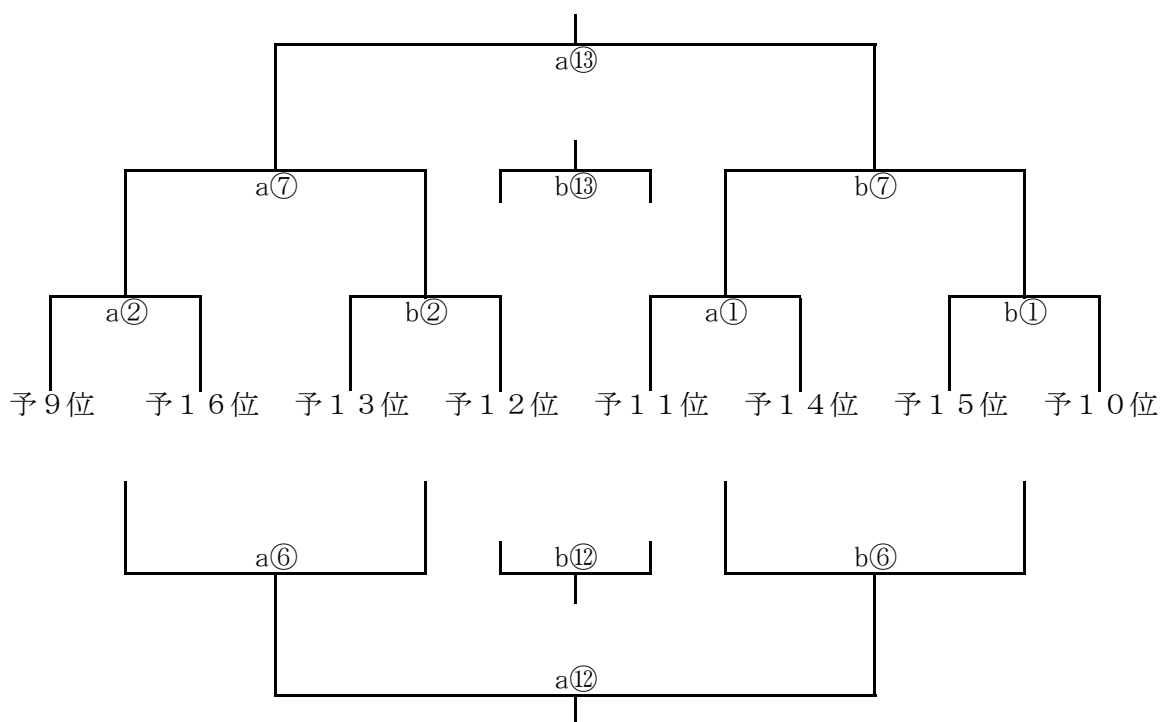 a⑬
a⑦ b⑬ b⑦
a② b② a① b①
予９位 予１６位 予１３位 予１２位 予１１位 予１４位 予１５位 予１０位
a⑥ b⑫ b⑥
a⑫